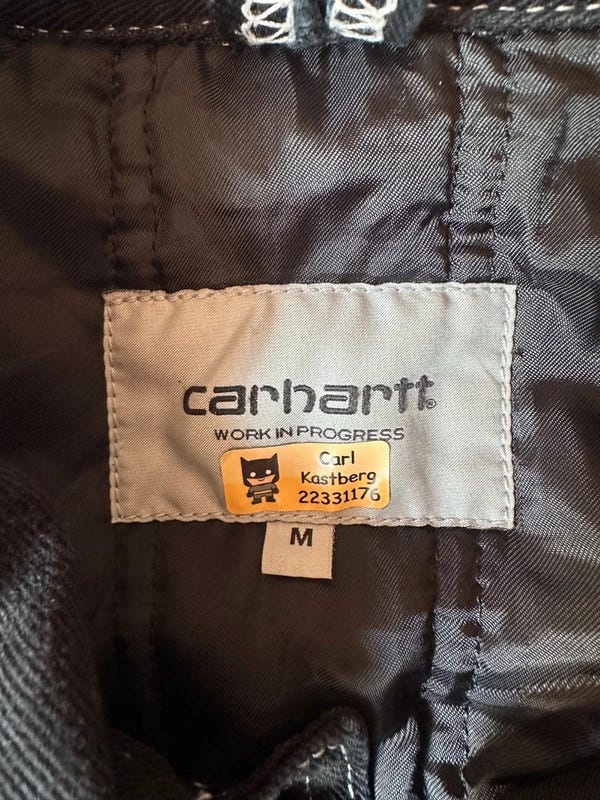 carhartt®
WORK IN PROGRESS
Carl
Kastberg
22331176
M